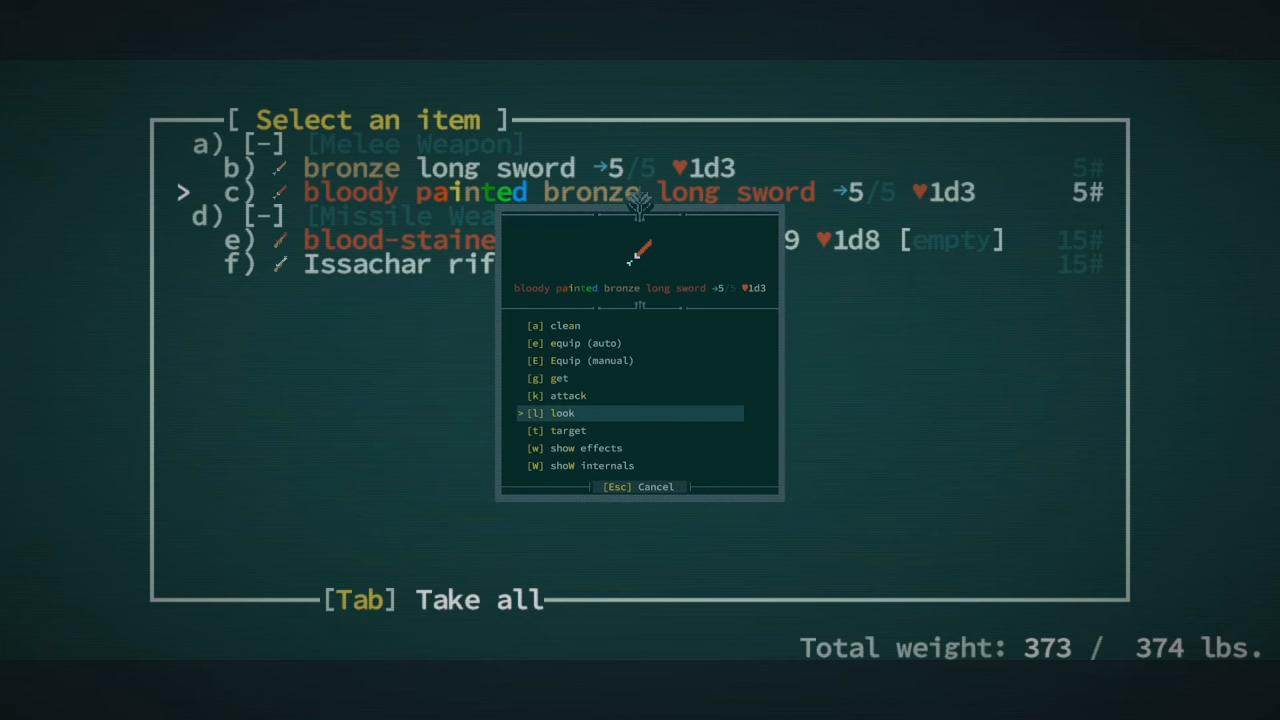 [ Select an item ]
a) [-] [Melee Weapon]
b) bronze long sword →5/5 ♥1d3 5#
> c) bloody painted bronze long sword →5/5 ♥1d3 5#
d) [-] [Missile Wea
e) blood-staine 9 ♥1d8 [empty] 15#
f) Issachar rif 15#
bloody painted bronze long sword →5/5 ♥1d3
[a] clean
[e] equip (auto)
[E] Equip (manual)
[g] get
[k] attack
>[l] look
[t] target
[w] show effects
[W] shoW internals
[Esc] Cancel
[Tab] Take all
Total weight: 373 / 374 lbs.